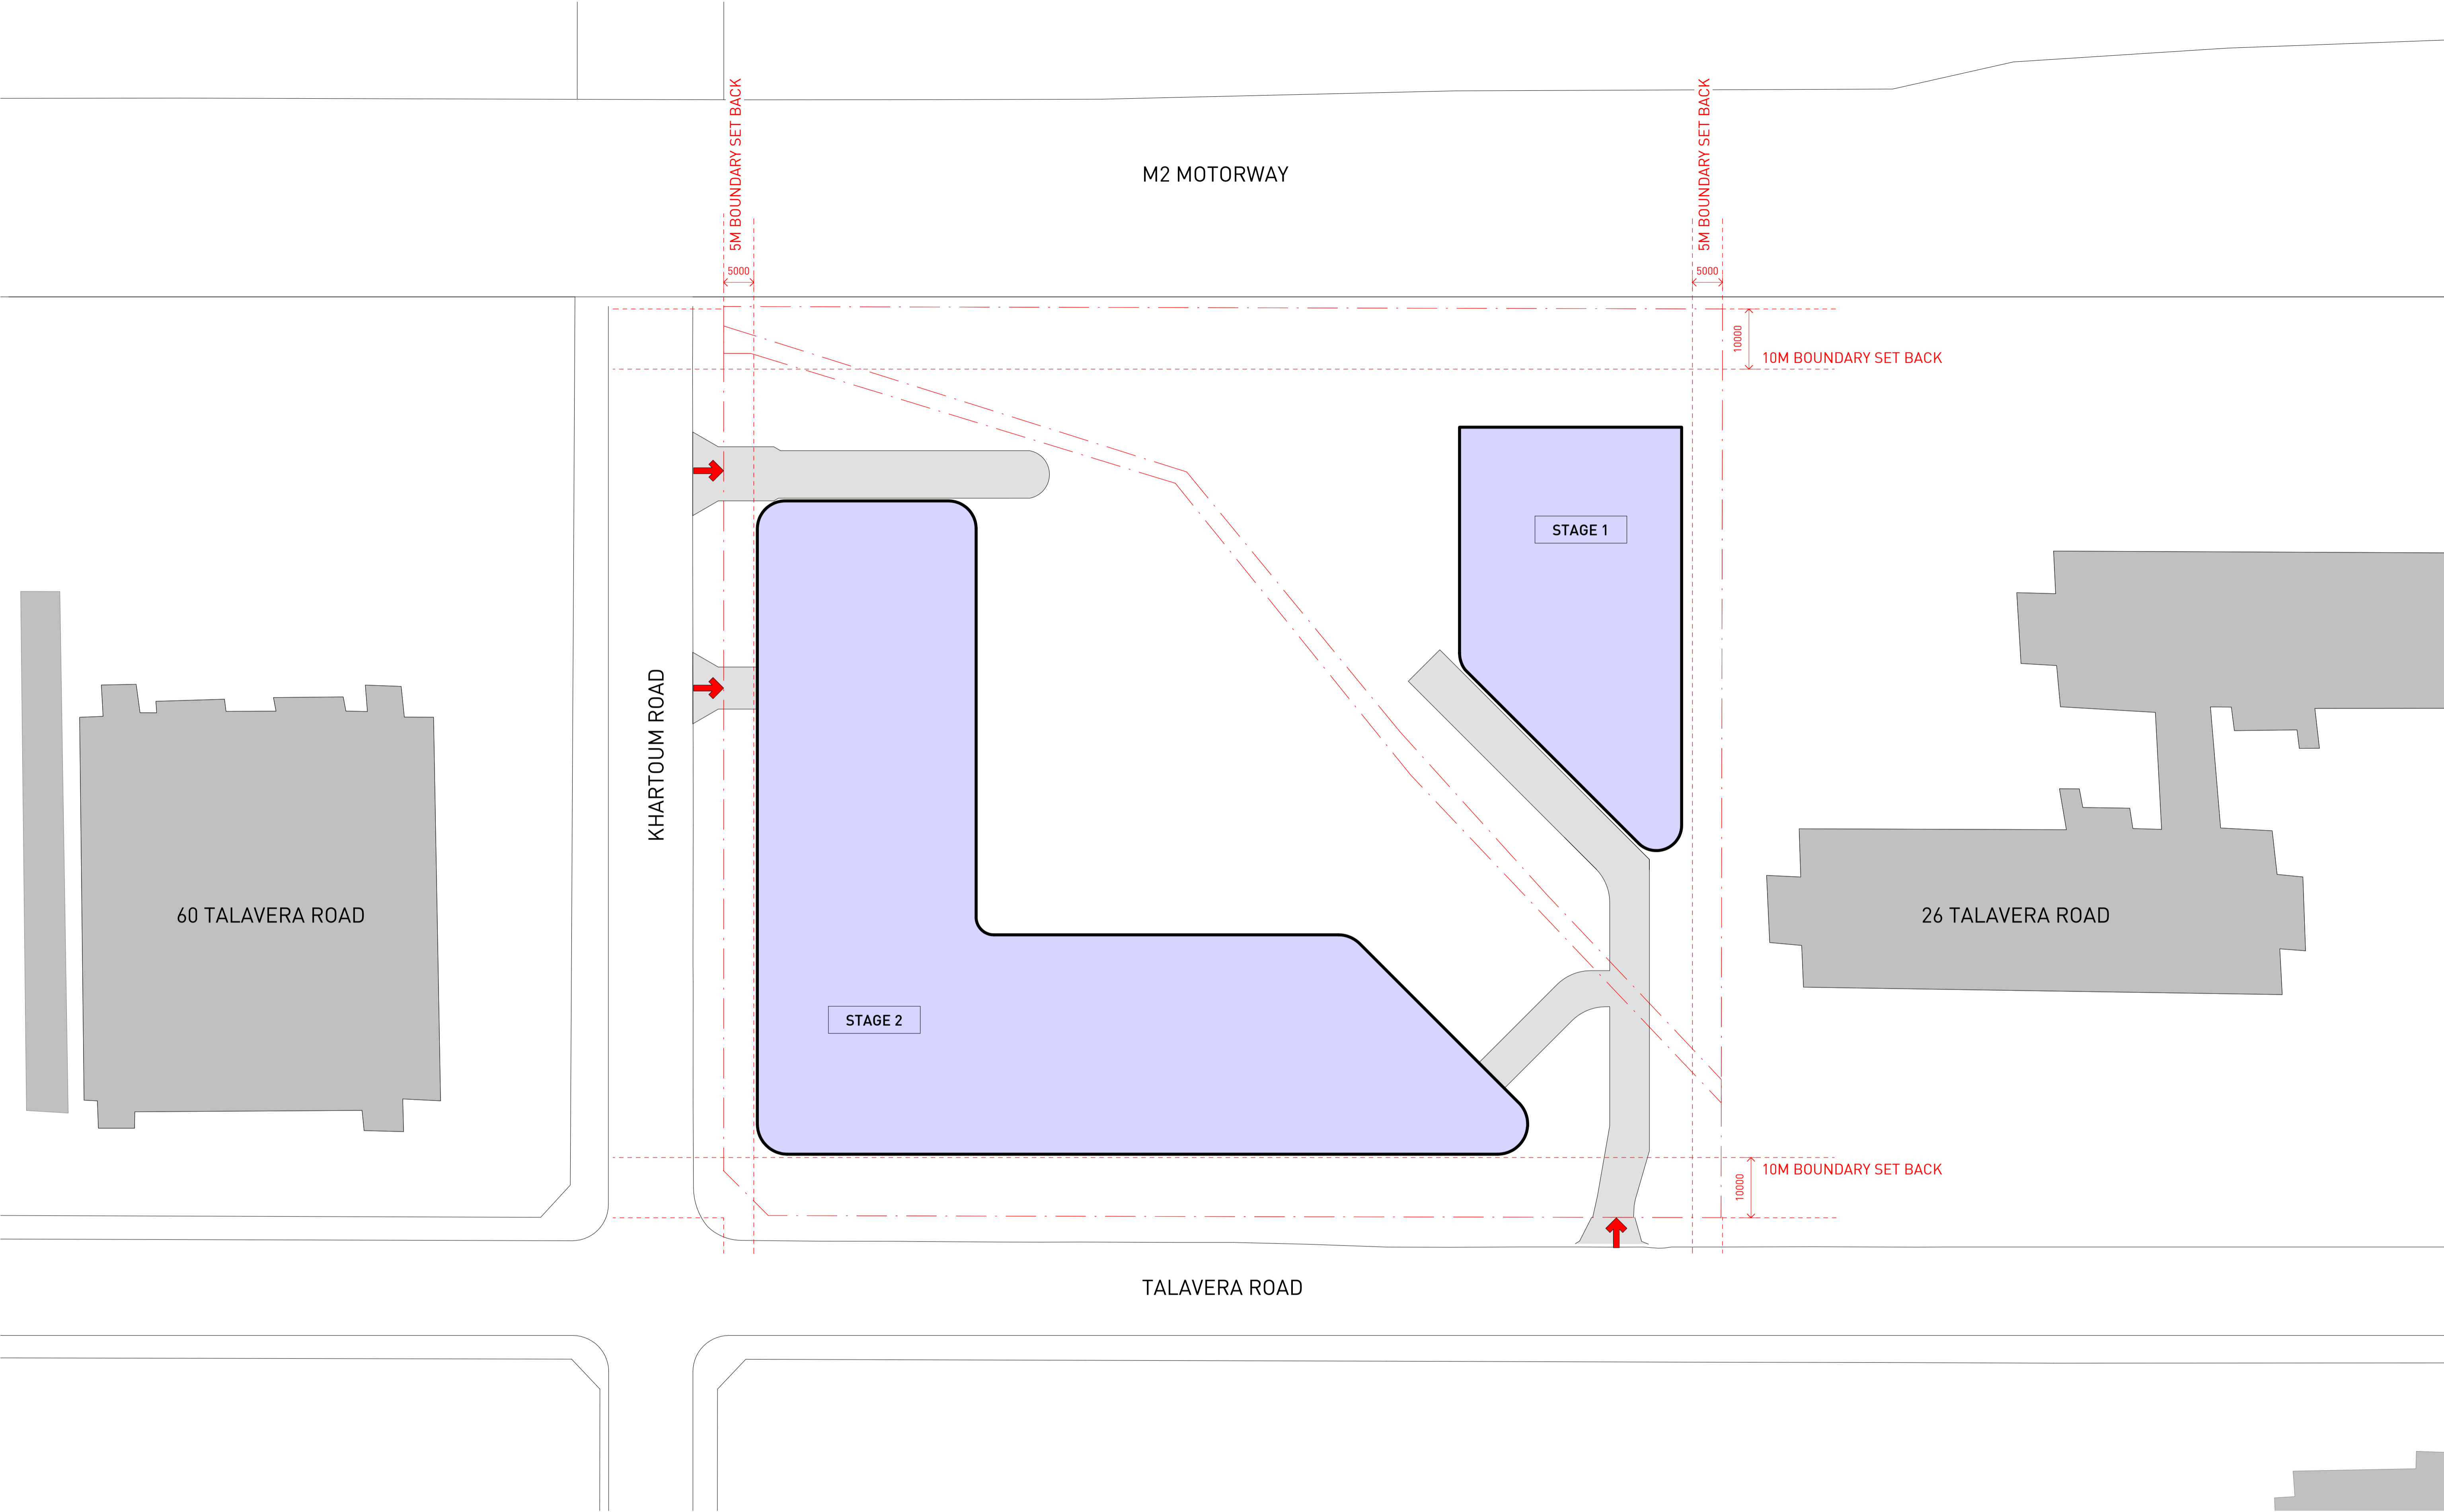 5M BOUNDARY SET BACK
5M BOUNDARY SET BACK
M2 MOTORWAY
5000
5000
10000
10M BOUNDARY SET BACK
STAGE 1
KHARTOUM ROAD
60 TALAVERA ROAD
26 TALAVERA ROAD
STAGE 2
10M BOUNDARY SET BACK
10000
TALAVERA ROAD